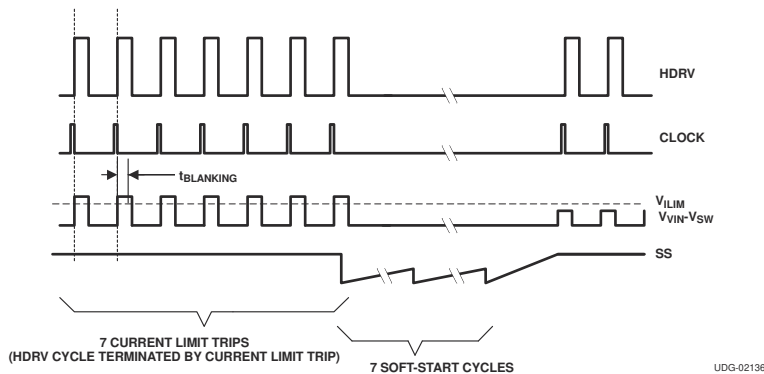 HDRV
CLOCK
tBLANKING
VILIM
VVIN-VSW
SS
7 CURRENT LIMIT TRIPS
(HDRV CYCLE TERMINATED BY CURRENT LIMIT TRIP)
7 SOFT-START CYCLES
UDG-02136